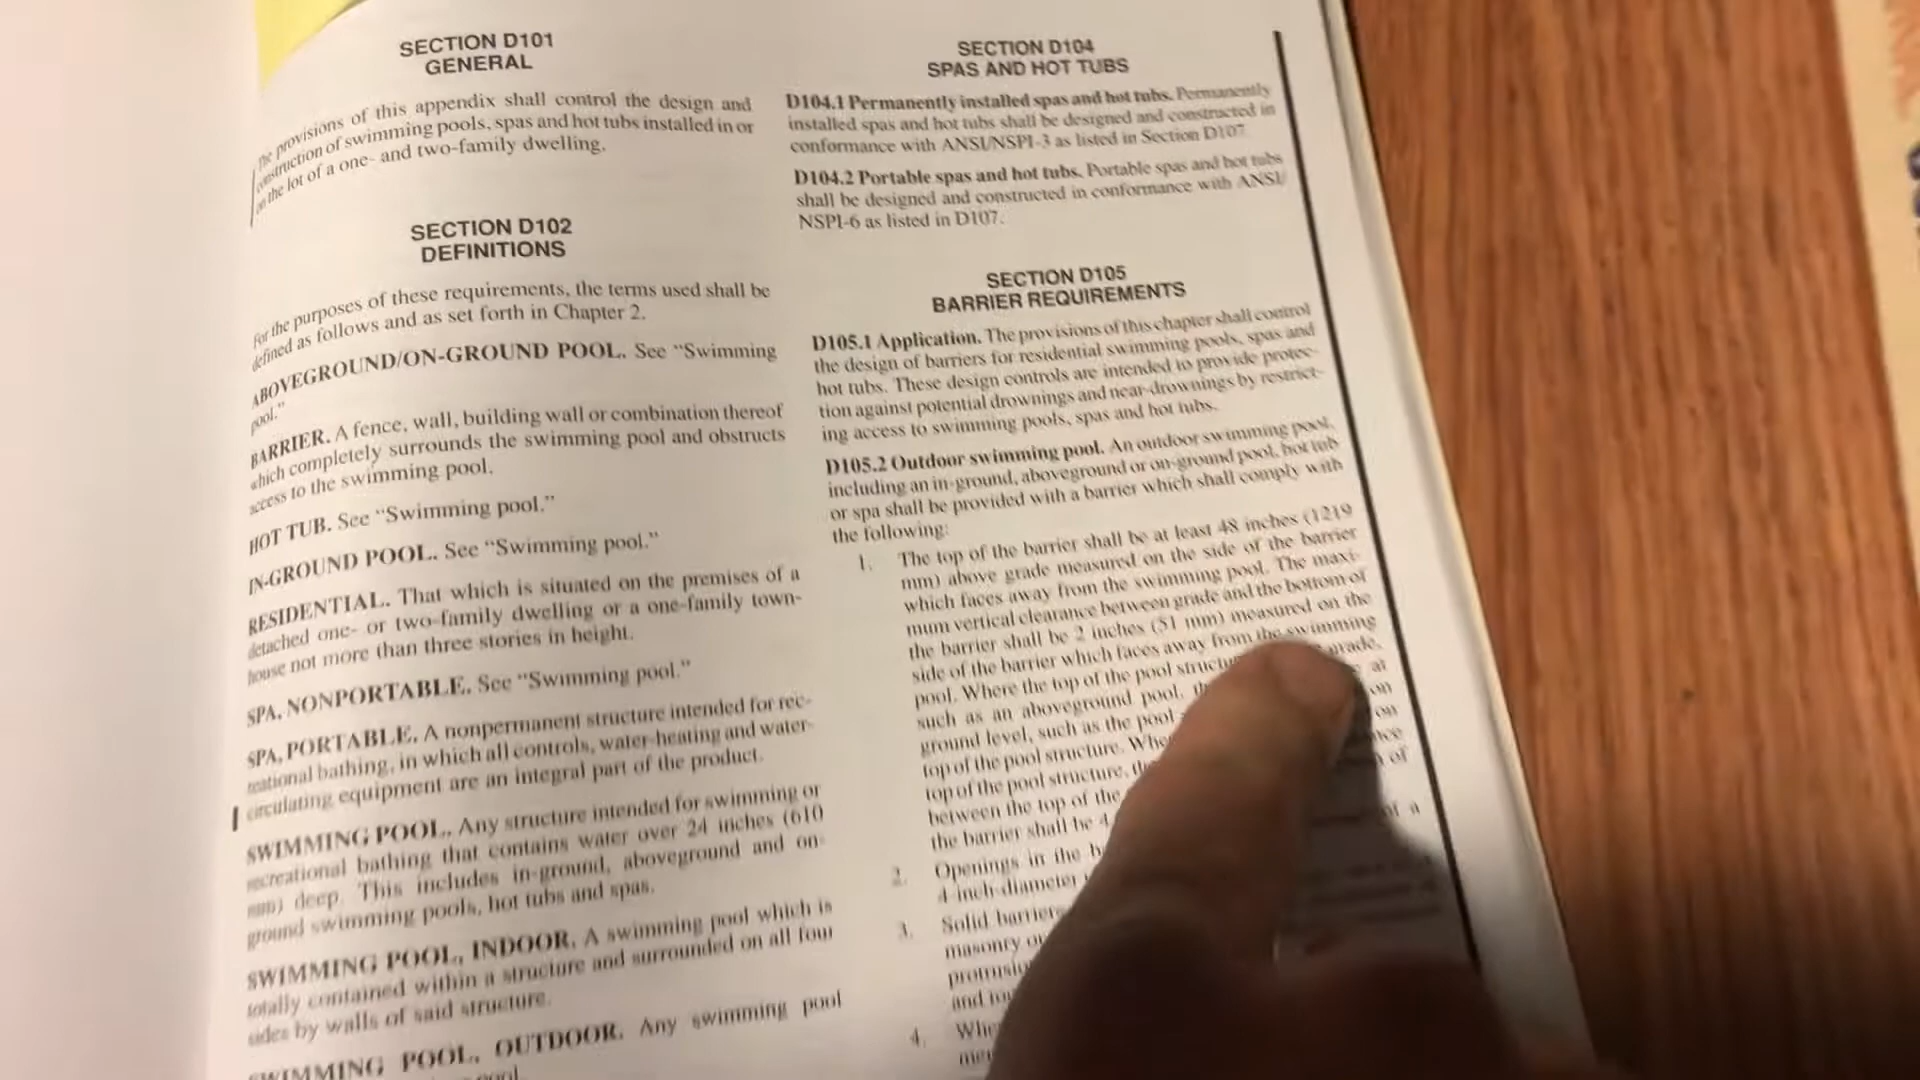 SECTION D101
GENERAL
The provisions of this appendix shall control the design and
construction of swimming pools, spas and hot tubs installed in or
on the lot of a one- and two-family dwelling.
SECTION D102
DEFINITIONS
For the purposes of these requirements, the terms used shall be
defined as follows and as set forth in Chapter 2.
ABOVEGROUND/ON-GROUND POOL. See “Swimming
pool.”
BARRIER. A fence, wall, building wall or combination thereof
which completely surrounds the swimming pool and obstructs
access to the swimming pool.
HOT TUB. See “Swimming pool.”
IN-GROUND POOL. See “Swimming pool.”
RESIDENTIAL. That which is situated on the premises of a
detached one- or two-family dwelling or a one-family town-
house not more than three stories in height.
SPA, NONPORTABLE. See “Swimming pool.”
SPA, PORTABLE. A nonpermanent structure intended for rec-
reational bathing, in which all controls, water-heating and water-
circulating equipment are an integral part of the product.
SWIMMING POOL. Any structure intended for swimming or
recreational bathing that contains water over 24 inches (610
mm) deep. This includes in-ground, aboveground and on-
ground swimming pools, hot tubs and spas.
SWIMMING POOL, INDOOR. A swimming pool which is
totally contained within a structure and surrounded on all four
sides by walls of said structure.
SWIMMING POOL, OUTDOOR. Any swimming pool
pool.
SECTION D104
SPAS AND HOT TUBS
D104.1 Permanently installed spas and hot tubs. Permanently
installed spas and hot tubs shall be designed and constructed in
conformance with ANSI/NSPI-3 as listed in Section D107.
D104.2 Portable spas and hot tubs. Portable spas and hot tubs
shall be designed and constructed in conformance with ANSI/
NSPI-6 as listed in D107.
SECTION D105
BARRIER REQUIREMENTS
D105.1 Application. The provisions of this chapter shall control
the design of barriers for residential swimming pools, spas and
hot tubs. These design controls are intended to provide protec-
tion against potential drownings and near-drownings by restrict-
ing access to swimming pools, spas and hot tubs.
D105.2 Outdoor swimming pool. An outdoor swimming pool,
including an in-ground, aboveground or on-ground pool, hot tub
or spa shall be provided with a barrier which shall comply with
the following:
1. The top of the barrier shall be at least 48 inches (1219
mm) above grade measured on the side of the barrier
which faces away from the swimming pool. The maxi-
mum vertical clearance between grade and the bottom of
the barrier shall be 2 inches (51 mm) measured on the
side of the barrier which faces away from the swimming
pool. Where the top of the pool grade,
such as an aboveground pool, at
ground level, such as the pool on
top of the pool structure. on
top of the pool structure,
between the top of the of
the barrier shall be 4
2. Openings in the of a
4-inch-diameter
3. Solid
masonry
and
4.